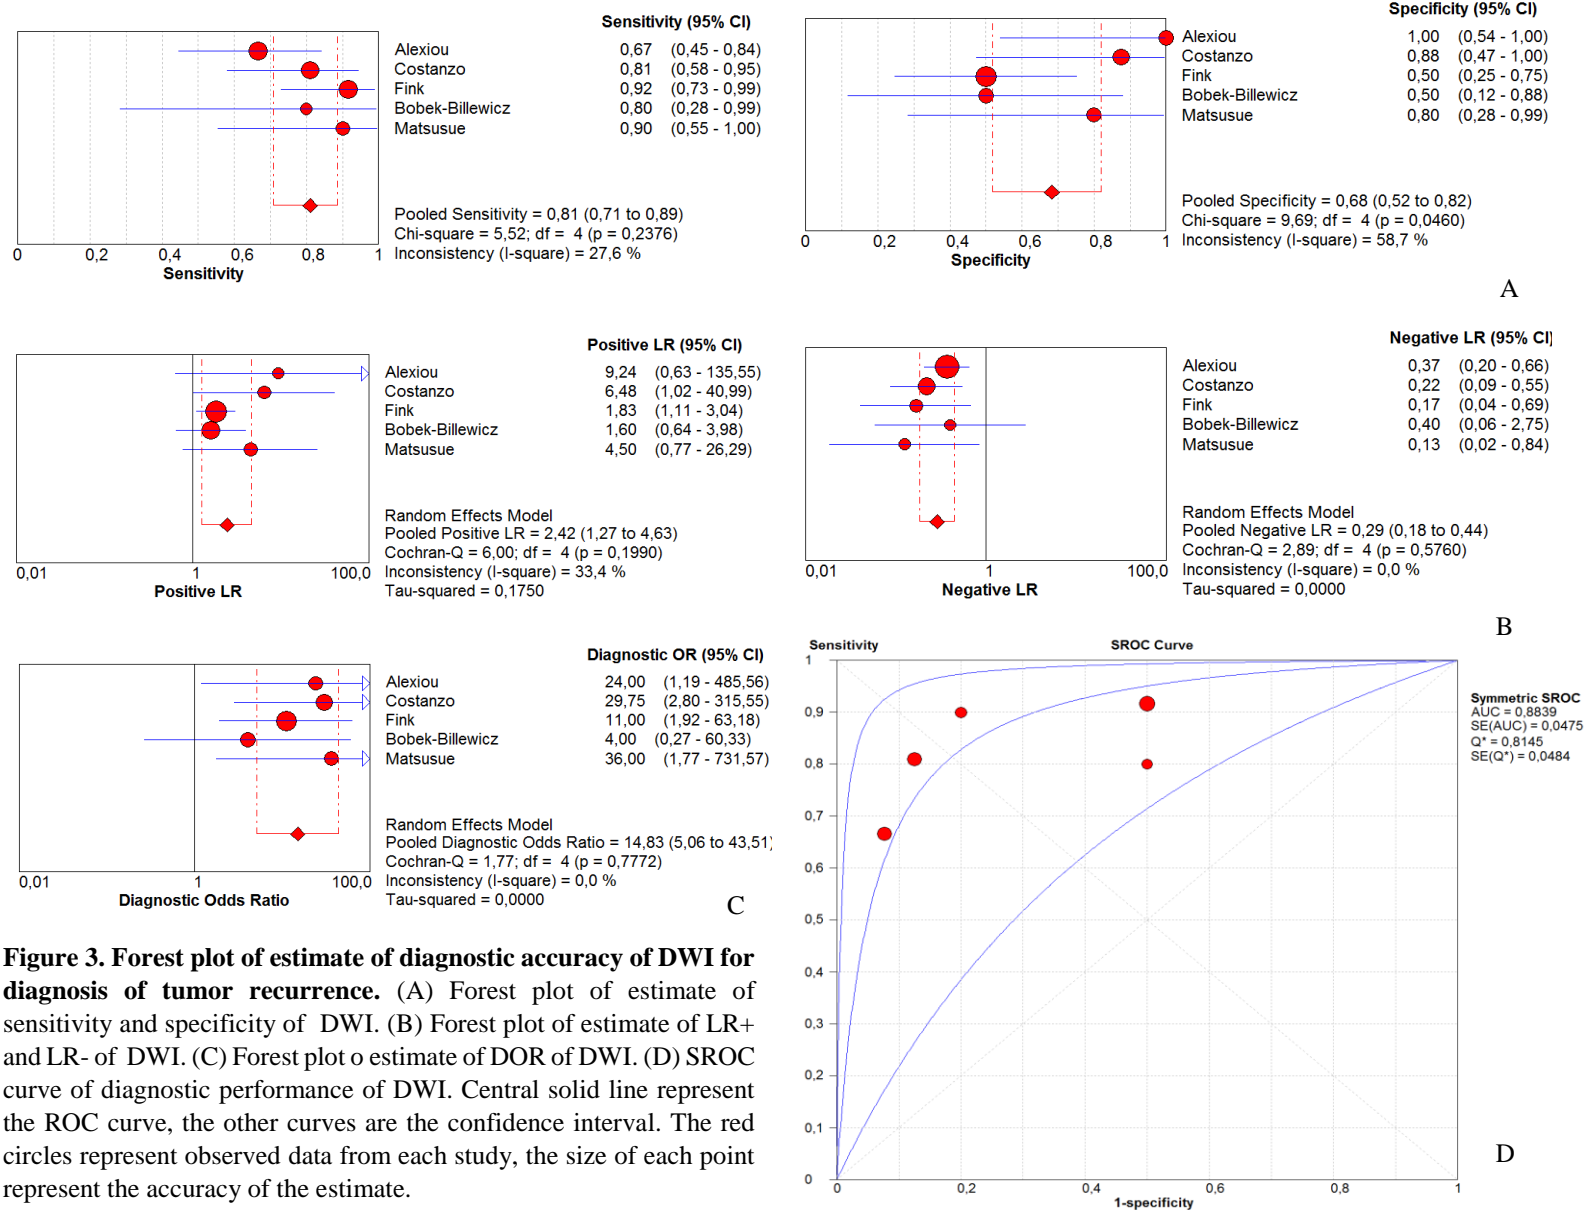 Sensitivity (95% CI)
Alexiou 0,67 (0,45 - 0,84)
Costanzo 0,81 (0,58 - 0,95)
Fink 0,92 (0,73 - 0,99)
Bobek-Billewicz 0,80 (0,28 - 0,99)
Matsusue 0,90 (0,55 - 1,00)
Pooled Sensitivity = 0,81 (0,71 to 0,89)
Chi-square = 5,52; df = 4 (p = 0,2376)
Inconsistency (I-square) = 27,6 %
0 0,2 0,4 0,6 0,8 1
Sensitivity
Specificity (95% CI)
Alexiou 1,00 (0,54 - 1,00)
Costanzo 0,88 (0,47 - 1,00)
Fink 0,50 (0,25 - 0,75)
Bobek-Billewicz 0,50 (0,12 - 0,88)
Matsusue 0,80 (0,28 - 0,99)
Pooled Specificity = 0,68 (0,52 to 0,82)
Chi-square = 9,69; df = 4 (p = 0,0460)
Inconsistency (I-square) = 58,7 %
0 0,2 0,4 0,6 0,8 1
Specificity
A
Positive LR (95% CI)
Alexiou 9,24 (0,63 - 135,55)
Costanzo 6,48 (1,02 - 40,99)
Fink 1,83 (1,11 - 3,04)
Bobek-Billewicz 1,60 (0,64 - 3,98)
Matsusue 4,50 (0,77 - 26,29)
Random Effects Model
Pooled Positive LR = 2,42 (1,27 to 4,63)
Cochran-Q = 6,00; df = 4 (p = 0,1990)
Inconsistency (I-square) = 33,4 %
Tau-squared = 0,1750
0,01 1 100,0
Positive LR
Negative LR (95% CI)
Alexiou 0,37 (0,20 - 0,66)
Costanzo 0,22 (0,09 - 0,55)
Fink 0,17 (0,04 - 0,69)
Bobek-Billewicz 0,40 (0,06 - 2,75)
Matsusue 0,13 (0,02 - 0,84)
Random Effects Model
Pooled Negative LR = 0,29 (0,18 to 0,44)
Cochran-Q = 2,89; df = 4 (p = 0,5760)
Inconsistency (I-square) = 0,0 %
Tau-squared = 0,0000
0,01 1 100,0
Negative LR
B
Diagnostic OR (95% CI)
Alexiou 24,00 (1,19 - 485,56)
Costanzo 29,75 (2,80 - 315,55)
Fink 11,00 (1,92 - 63,18)
Bobek-Billewicz 4,00 (0,27 - 60,33)
Matsusue 36,00 (1,77 - 731,57)
Random Effects Model
Pooled Diagnostic Odds Ratio = 14,83 (5,06 to 43,51)
Cochran-Q = 1,77; df = 4 (p = 0,7772)
Inconsistency (I-square) = 0,0 %
Tau-squared = 0,0000
0,01 1 100,0
Diagnostic Odds Ratio
C
Sensitivity
SROC Curve
1
0,9
0,8
0,7
0,6
0,5
0,4
0,3
0,2
0,1
0
0 0,2 0,4 0,6 0,8 1
1-specificity
Symmetric SROC
AUC = 0,8839
SE(AUC) = 0,0475
Q* = 0,8145
SE(Q*) = 0,0484
D
Figure 3. Forest plot of estimate of diagnostic accuracy of DWI for
diagnosis of tumor recurrence. (A) Forest plot of estimate of
sensitivity and specificity of DWI. (B) Forest plot of estimate of LR+
and LR- of DWI. (C) Forest plot o estimate of DOR of DWI. (D) SROC
curve of diagnostic performance of DWI. Central solid line represent
the ROC curve, the other curves are the confidence interval. The red
circles represent observed data from each study, the size of each point
represent the accuracy of the estimate.